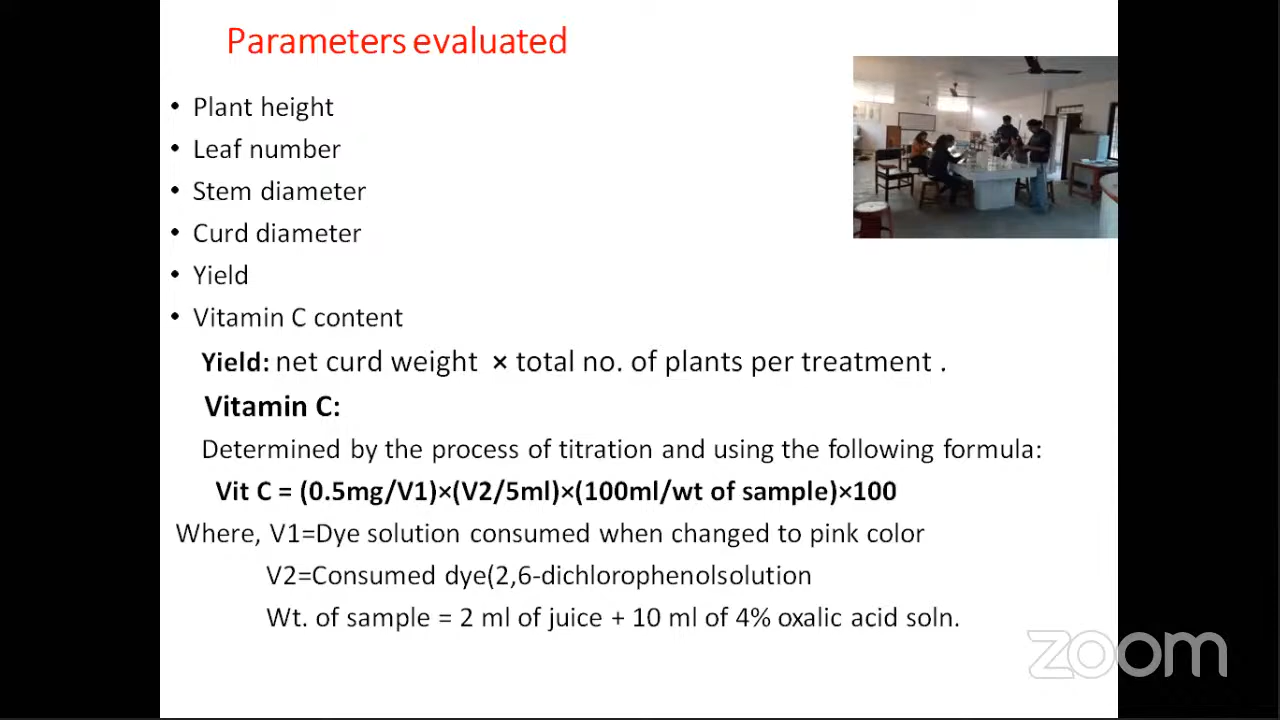 Parameters evaluated
• Plant height
• Leaf number
• Stem diameter
• Curd diameter
• Yield
• Vitamin C content
Yield: net curd weight × total no. of plants per treatment .
Vitamin C:
Determined by the process of titration and using the following formula:
Vit C = (0.5mg/V1)×(V2/5ml)×(100ml/wt of sample)×100
Where, V1=Dye solution consumed when changed to pink color
V2=Consumed dye(2,6-dichlorophenolsolution
Wt. of sample = 2 ml of juice + 10 ml of 4% oxalic acid soln.
zoom